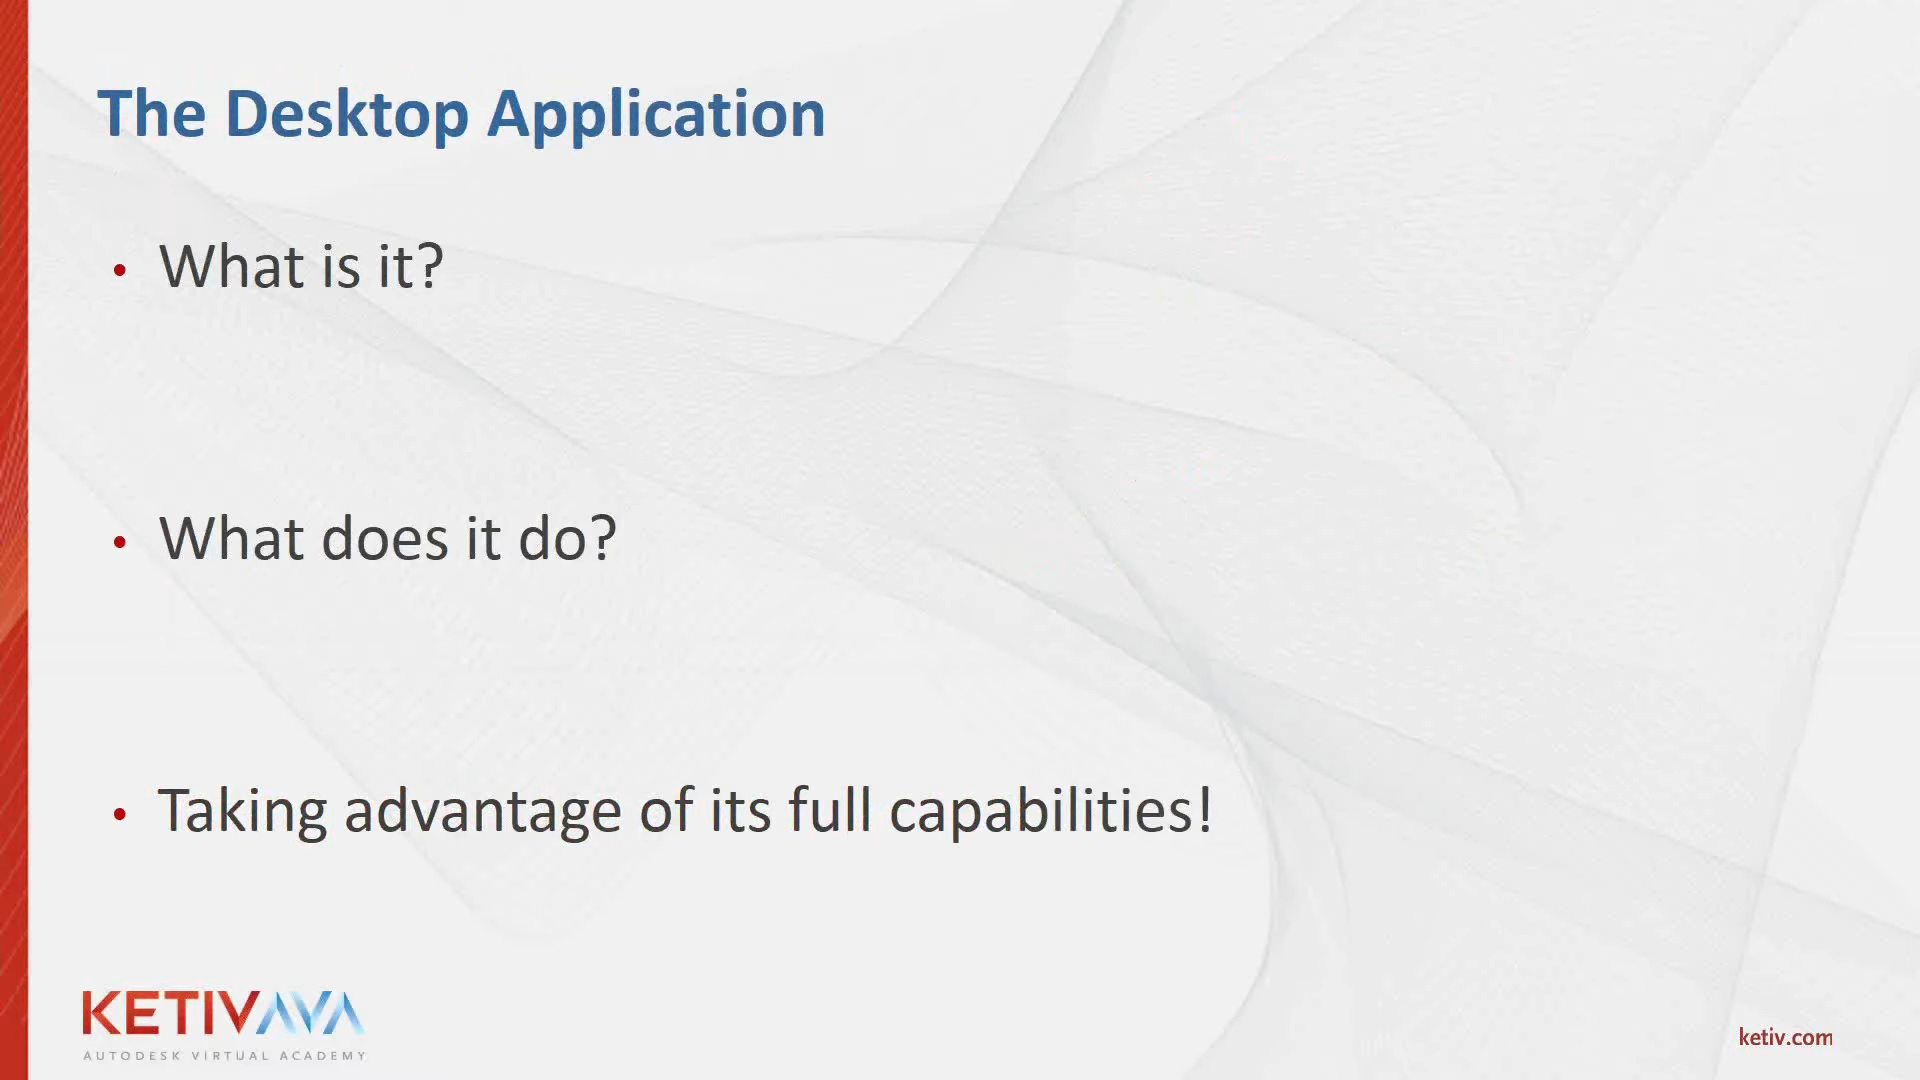 The Desktop Application
• What is it?
• What does it do?
• Taking advantage of its full capabilities!
KETIVAVA
AUTODESK VIRTUAL ACADEMY
ketiv.com